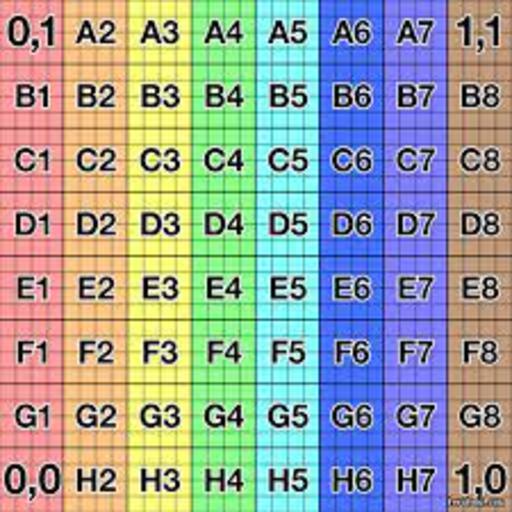 0,1 A2 A3 A4 A5 A6 A7 1,1
B1 B2 B3 B4 B5 B6 B7 B8
C1 C2 C3 C4 C5 C6 C7 C8
D1 D2 D3 D4 D5 D6 D7 D8
E1 E2 E3 E4 E5 E6 E7 E8
F1 F2 F3 F4 F5 F6 F7 F8
G1 G2 G3 G4 G5 G6 G7 G8
0,0 H2 H3 H4 H5 H6 H7 1,0